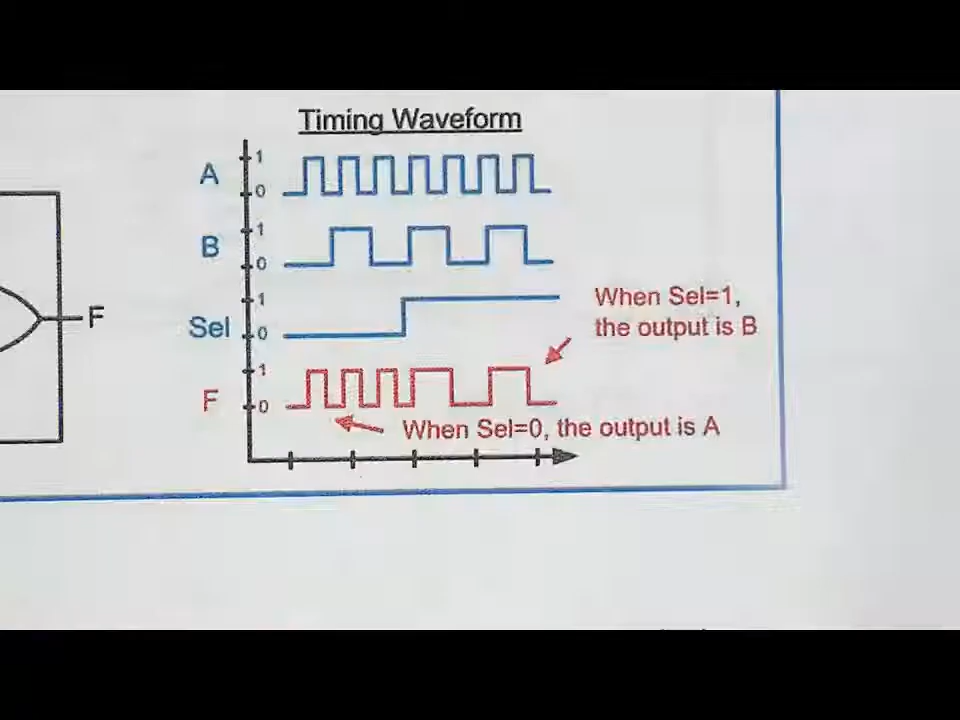 Timing Waveform
A
1
0
B
1
0
Sel
1
0
When Sel=1,
the output is B
F
F
1
0
When Sel=0, the output is A